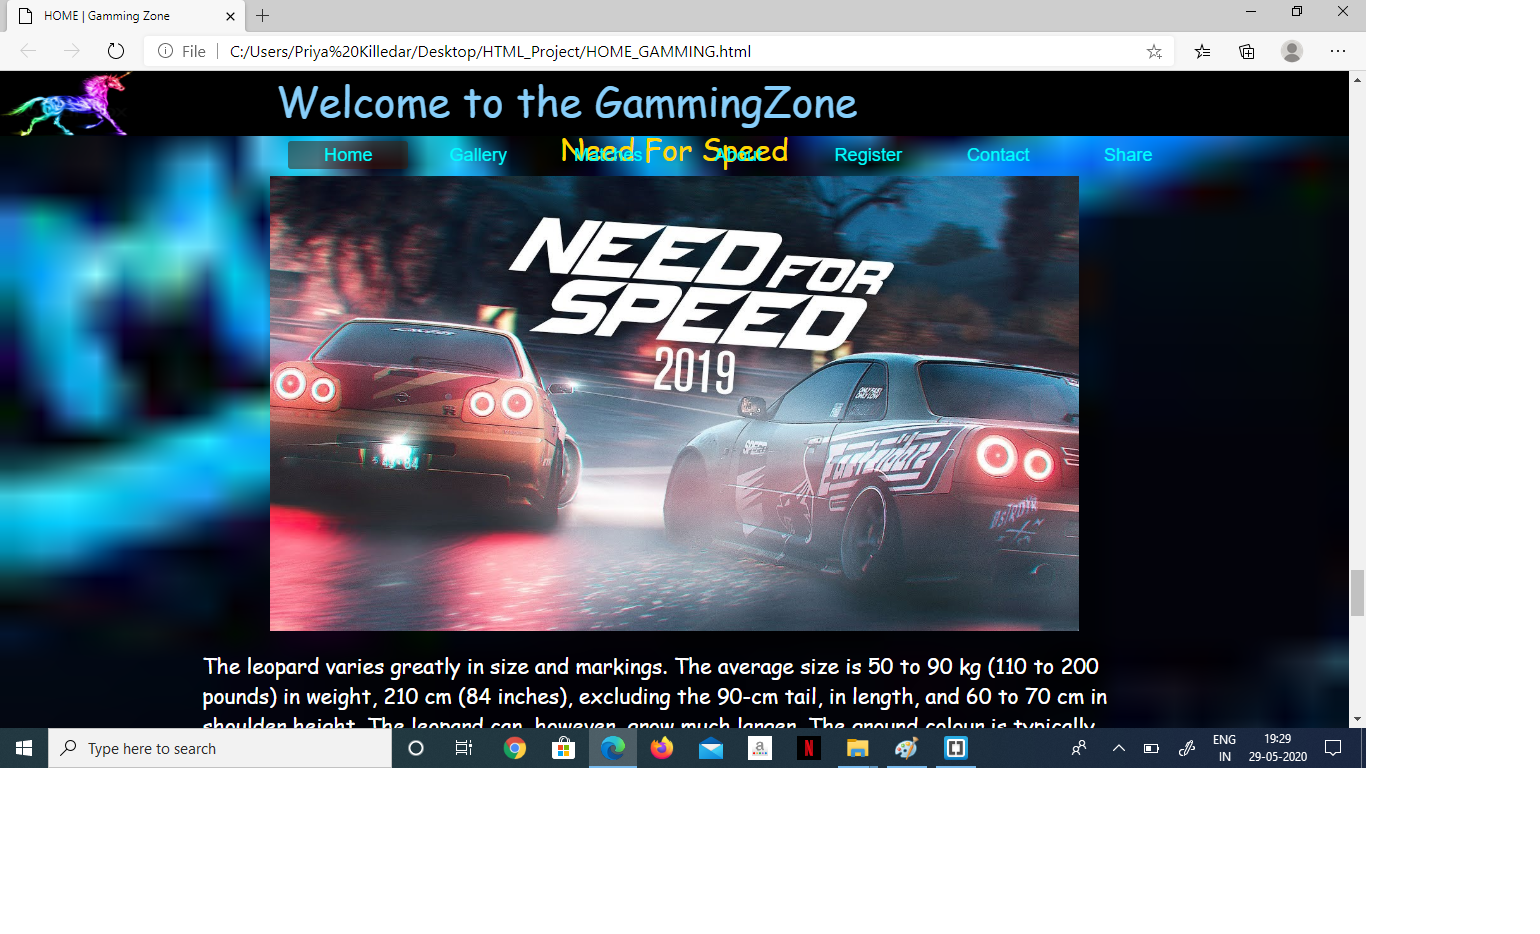 HOME | Gamming Zone
File
C:/Users/Priya%20Killedar/Desktop/HTML_Project/HOME_GAMMING.html
Welcome to the GammingZone
Home Gallery Matches About Register Contact Share
Need For Speed
NEED FOR
SPEED
2019
The leopard varies greatly in size and markings. The average size is 50 to 90 kg (110 to 200
pounds) in weight, 210 cm (84 inches), excluding the 90-cm tail, in length, and 60 to 70 cm in
shoulder height. The leopard can, however, grow much larger. The ground colour is typically
Type here to search
ENG
IN
19:29
29-05-2020